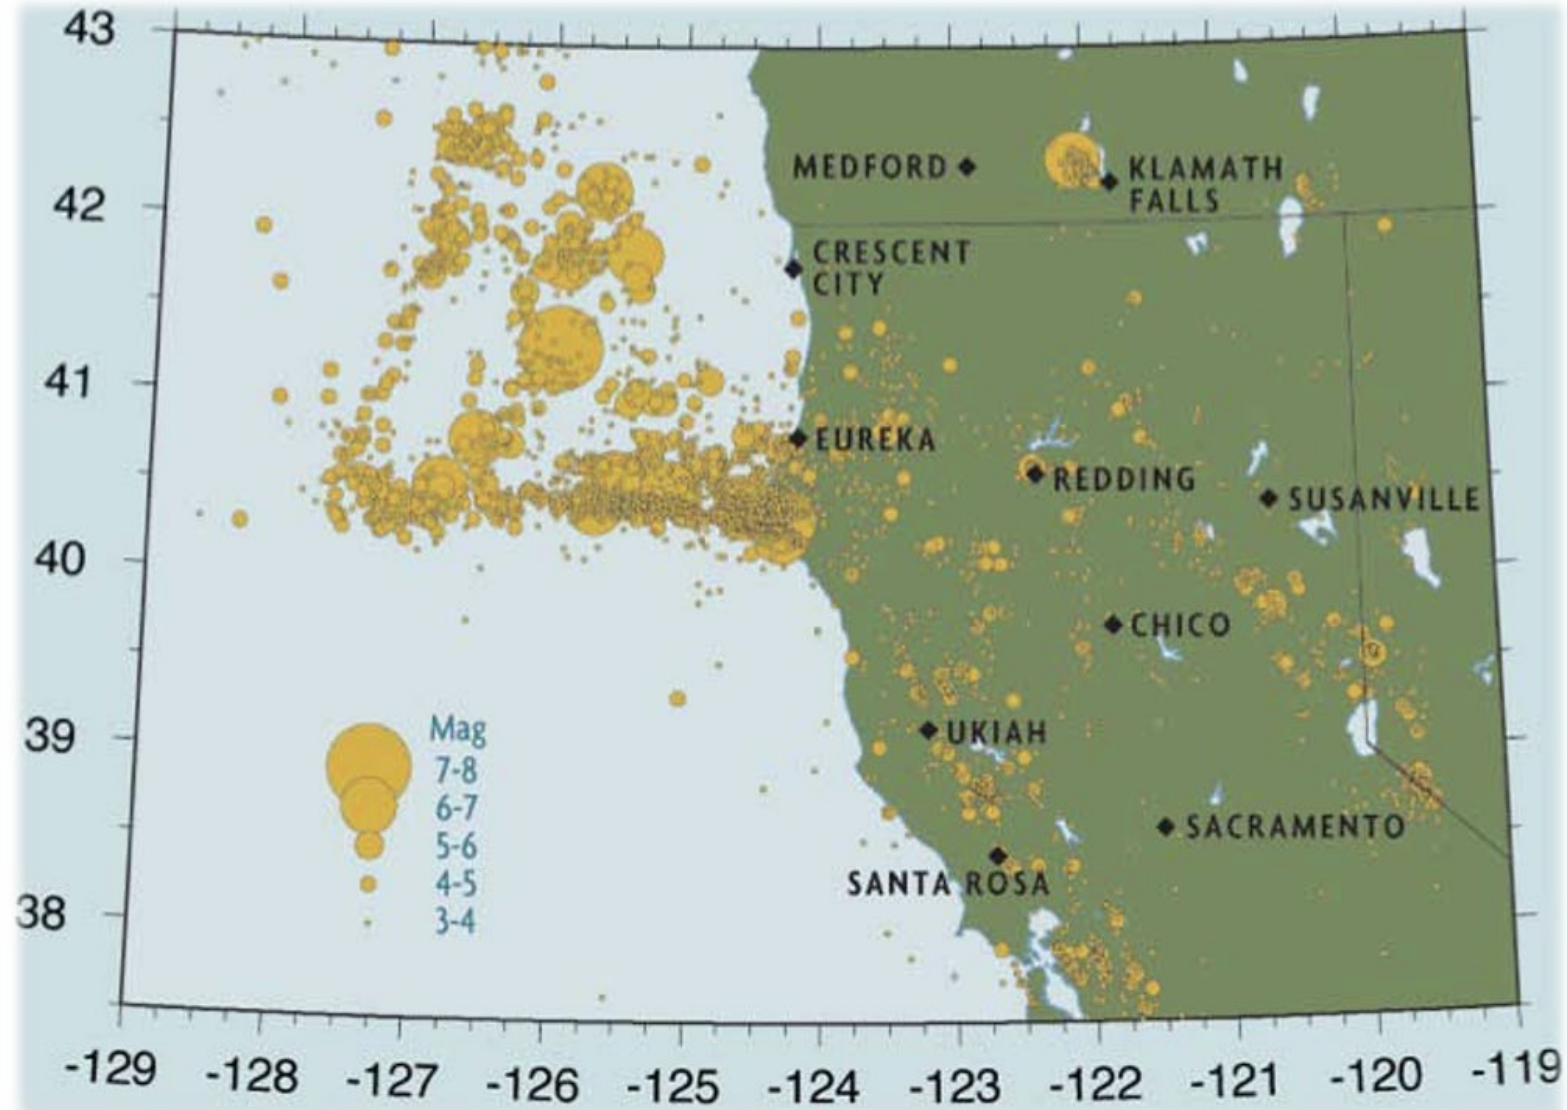 43
42
41
40
39
38
MEDFORD
KLAMATH
FALLS
CRESCENT
CITY
EUREKA
REDDING
SUSANVILLE
CHICO
UKIAH
SACRAMENTO
SANTA ROSA
Mag
7-8
6-7
5-6
4-5
3-4
-129 -128 -127 -126 -125 -124 -123 -122 -121 -120 -119